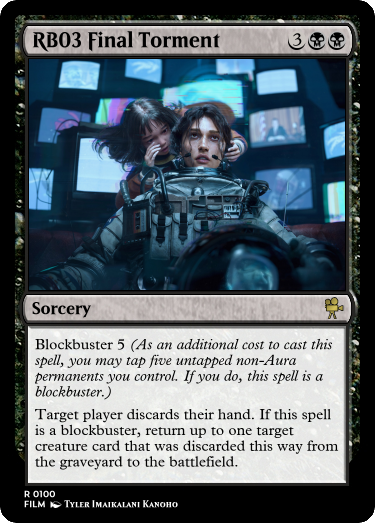 RB03 Final Torment 3
Sorcery
Blockbuster 5 (As an additional cost to cast this
spell, you may tap five untapped non-Aura
permanents you control. If you do, this spell is a
blockbuster.)
Target player discards their hand. If this spell
is a blockbuster, return up to one target
creature card that was discarded this way from
the graveyard to the battlefield.
R 0100
FILM Tyler Imaikalani Kanoho